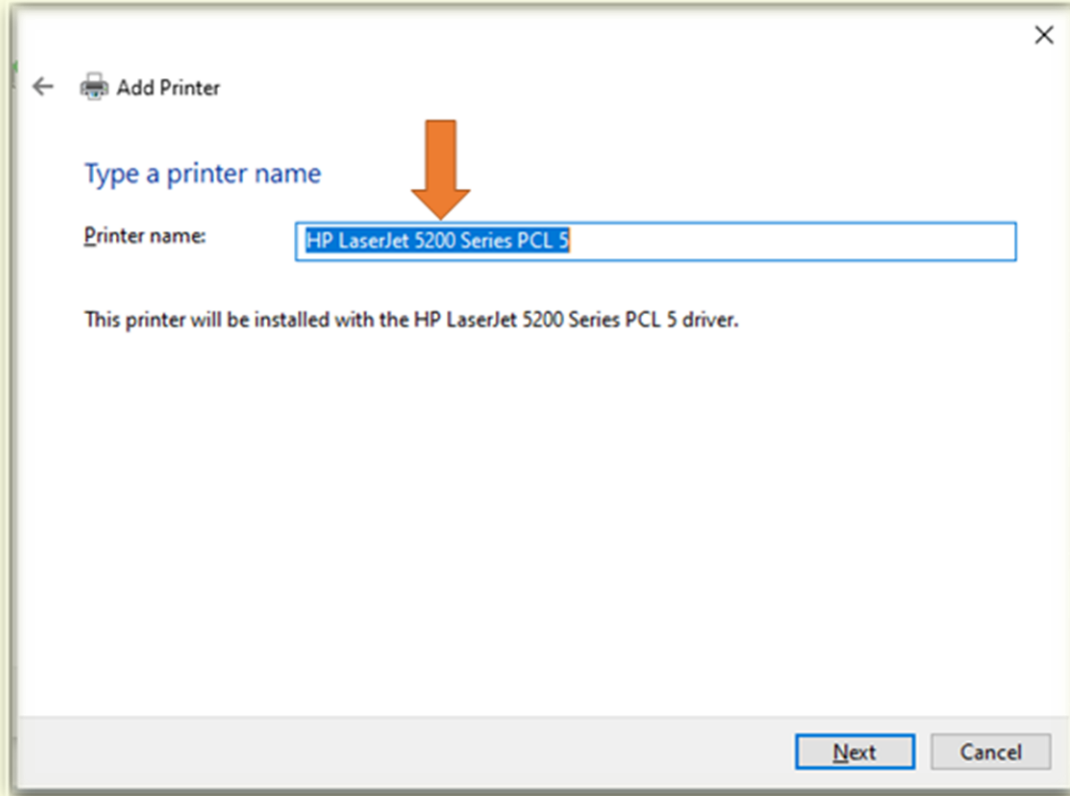 Add Printer
Type a printer name
Printer name:
HP LaserJet 5200 Series PCL 5
This printer will be installed with the HP LaserJet 5200 Series PCL 5 driver.
Next
Cancel